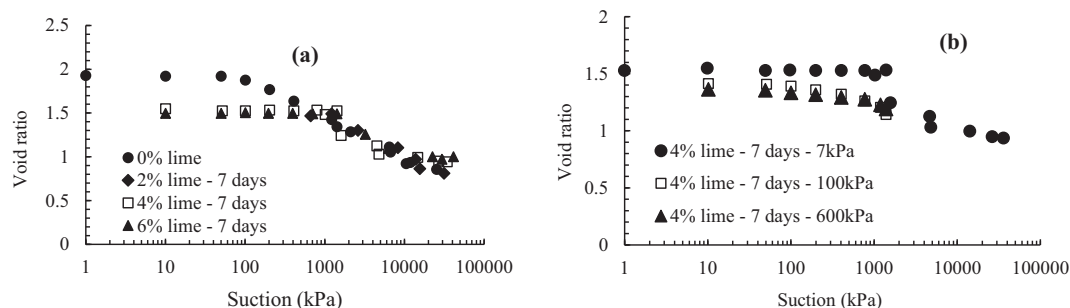 (a)
Void ratio
2.5
2
1.5
1
0.5
0
0% lime
2% lime - 7 days
4% lime - 7 days
6% lime - 7 days
1 10 100 1000 10000 100000
Suction (kPa)
(b)
Void ratio
2
1.5
1
0.5
0
4% lime - 7 days - 7kPa
4% lime - 7 days - 100kPa
4% lime - 7 days - 600kPa
1 10 100 1000 10000 100000
Suction (kPa)